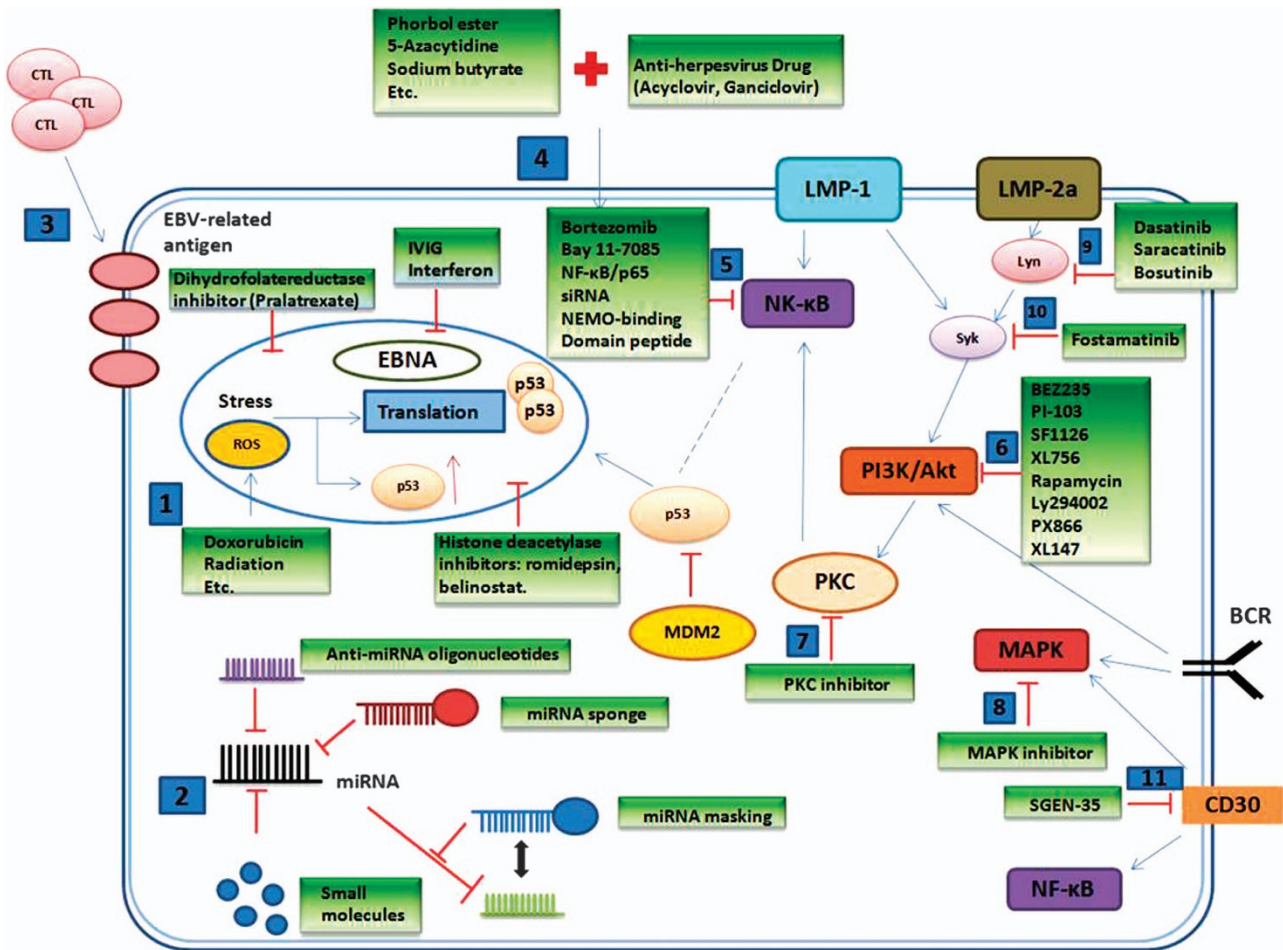 Phorbol ester
5-Azacytidine
Sodium butyrate
Etc.
Anti-herpesvirus Drug
(Acyclovir, Ganciclovir)
CTL
CTL
CTL
4
3
EBV-related
antigen
LMP-1
LMP-2a
Dihydrofolatereductase
inhibitor (Pralatrexate)
IVIG
Interferon
Bortezomib
Bay 11-7085
NF-κB/p65
siRNA
NEMO-binding
Domain peptide
5
NK-κB
Lyn
9
Dasatinib
Saracatinib
Bosutinib
10
Syk
Fostamatinib
EBNA
Translation
p53
p53
Stress
ROS
p53
1
Doxorubicin
Radiation
Etc.
Histone deacetylase
inhibitors: romidepsin,
belinostat.
p53
MDM2
PI3K/Akt
6
BEZ235
PI-103
SF1126
XL756
Rapamycin
Ly294002
PX866
XL147
PKC
7
PKC inhibitor
BCR
MAPK
8
MAPK inhibitor
11
SGEN-35
CD30
NF-κB
Anti-miRNA oligonucleotides
miRNA sponge
2
miRNA
miRNA masking
Small
molecules